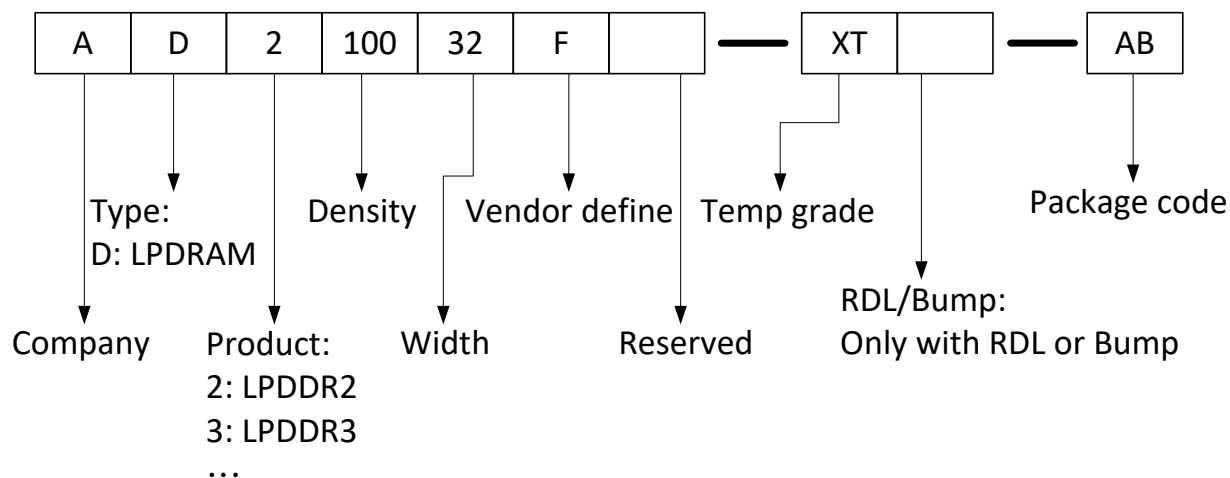 A D 2 100 32 F XT AB
Type: Density Vendor define Temp grade Package code
D: LPDRAM
Company Product: Width Reserved RDL/Bump:
2: LPDDR2 Only with RDL or Bump
3: LPDDR3
...